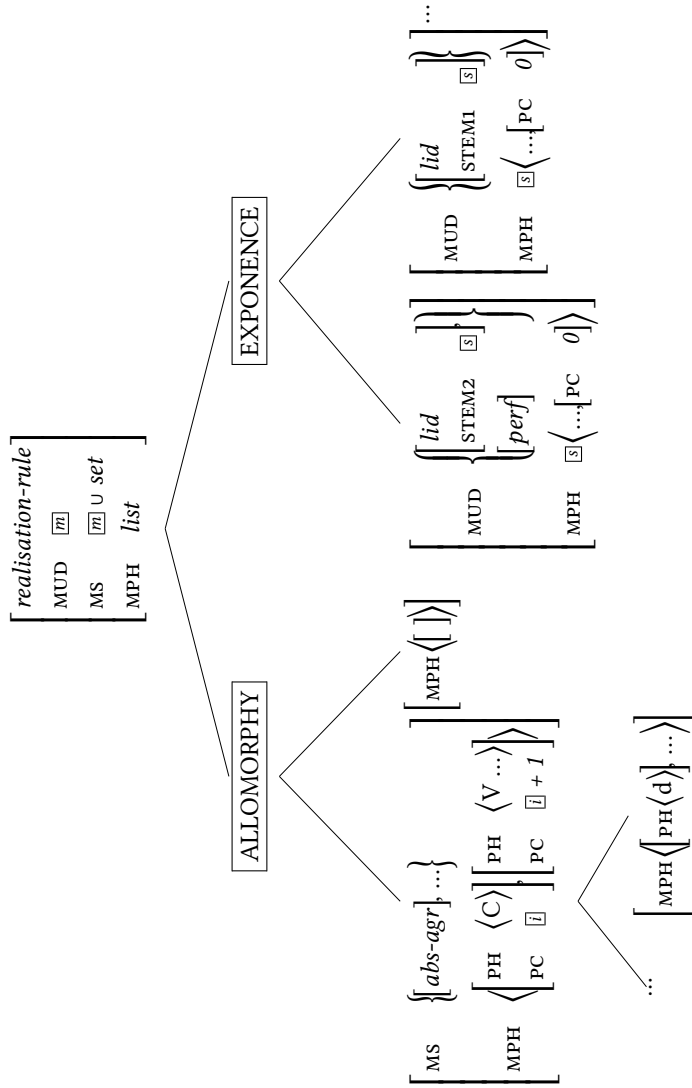 realisation-rule
MUD m
MS m ∪ set
MPH list
ALLOMORPHY
EXPONENCE
MS { [abs-agr], … }
MPH ⟨ [PH ⟨C⟩, PC i], [PH ⟨V …⟩, PC i + 1] ⟩
[MPH ⟨[ ]⟩]
MUD { [lid, STEM2 s], [perf] }
MPH s ⟨ …, [PC 0] ⟩
MUD { [lid, STEM1 s] }
MPH s ⟨ …, [PC 0] ⟩
…
…
[MPH ⟨[PH ⟨d⟩], …⟩]